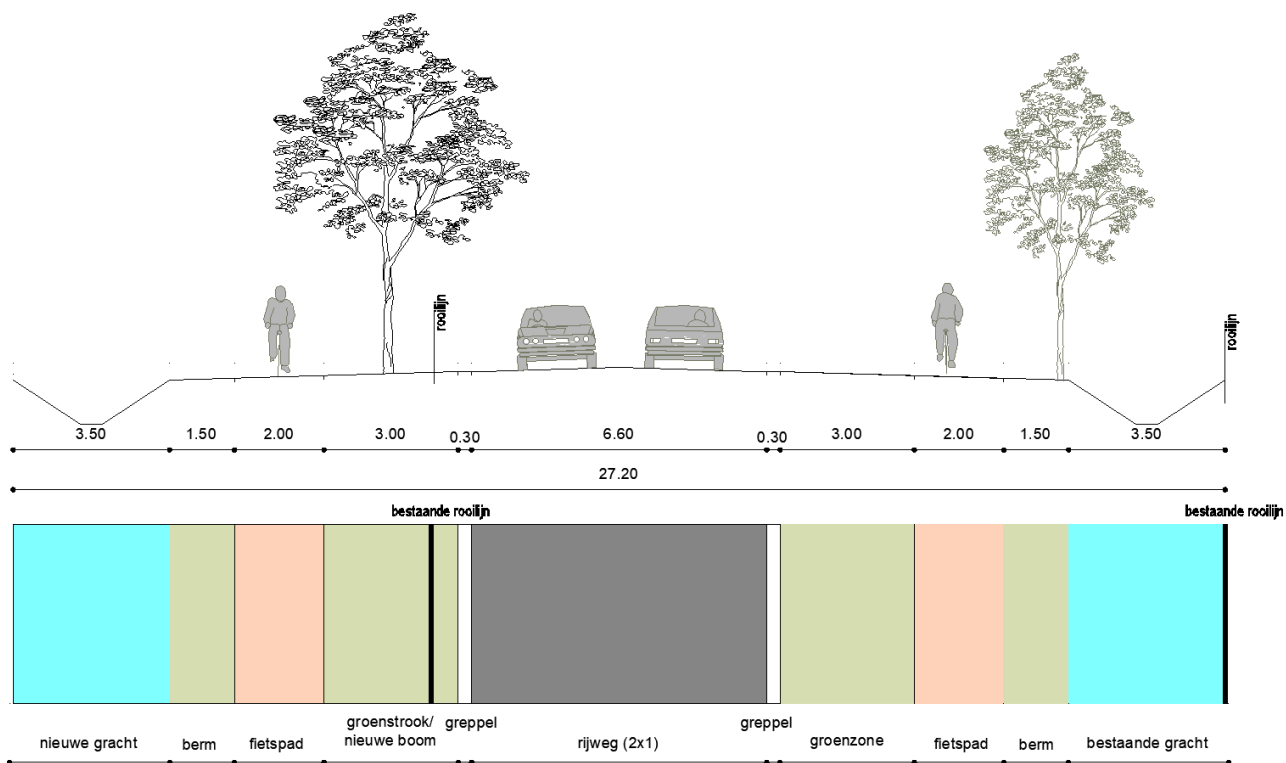 rooilijn
rooilijn
3.50 1.50 2.00 3.00 0.30 6.60 0.30 3.00 2.00 1.50 3.50
27.20
bestaande rooilijn bestaande rooilijn
groenstrook/
nieuwe boom
greppel greppel
nieuwe gracht berm fietspad rijweg (2x1) groenzone fietspad berm bestaande gracht